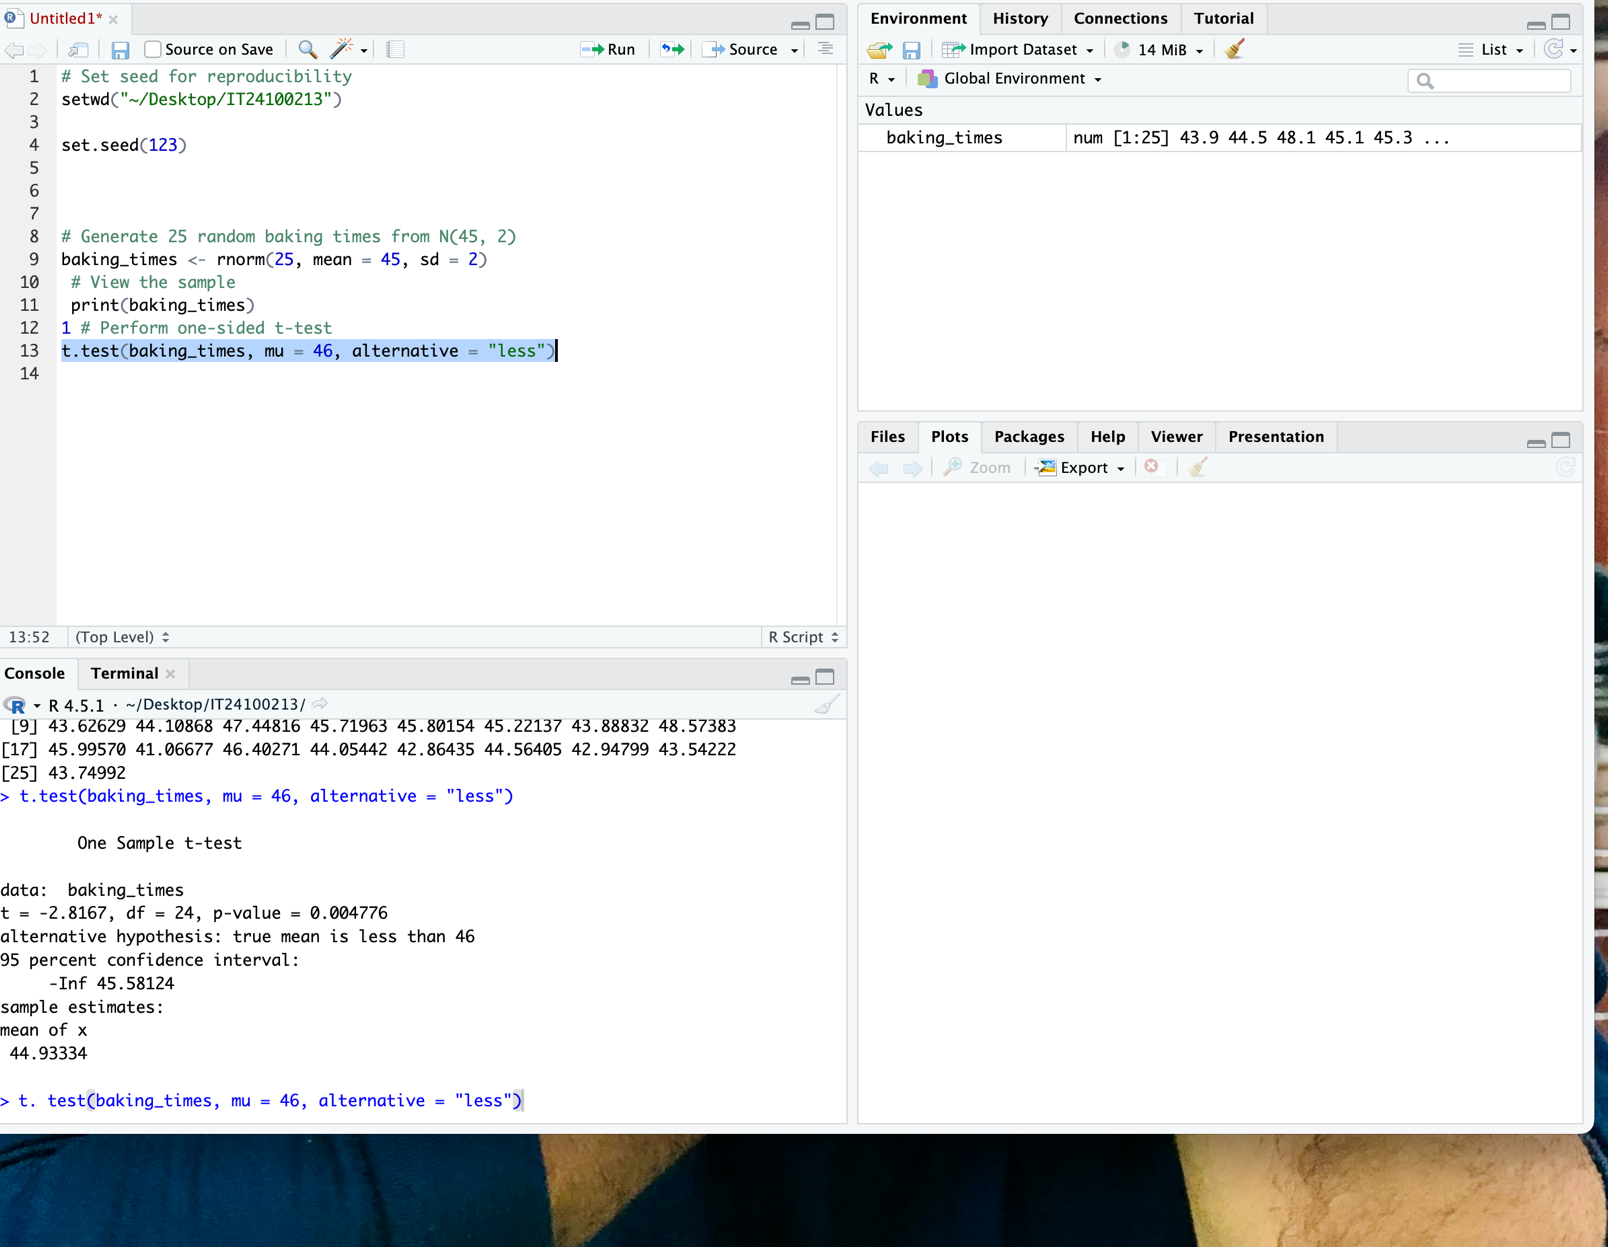 Untitled1*
Source on Save
Run
Source
1 # Set seed for reproducibility
2 setwd("~/Desktop/IT24100213")
3
4 set.seed(123)
5
6
7
8 # Generate 25 random baking times from N(45, 2)
9 baking_times <- rnorm(25, mean = 45, sd = 2)
10 # View the sample
11 print(baking_times)
12 1 # Perform one-sided t-test
13 t.test(baking_times, mu = 46, alternative = "less")
14
13:52 (Top Level) R Script
Console Terminal
R 4.5.1 · ~/Desktop/IT24100213/
[9] 43.62629 44.10868 47.44816 45.71963 45.80154 45.22137 43.88832 48.57383
[17] 45.99570 41.06677 46.40271 44.05442 42.86435 44.56405 42.94799 43.54222
[25] 43.74992
> t.test(baking_times, mu = 46, alternative = "less")
One Sample t-test
data: baking_times
t = -2.8167, df = 24, p-value = 0.004776
alternative hypothesis: true mean is less than 46
95 percent confidence interval:
-Inf 45.58124
sample estimates:
mean of x
44.93334
> t. test(baking_times, mu = 46, alternative = "less")
Environment History Connections Tutorial
Import Dataset 14 MiB List
R Global Environment
Values
baking_times num [1:25] 43.9 44.5 48.1 45.1 45.3 ...
Files Plots Packages Help Viewer Presentation
Zoom Export